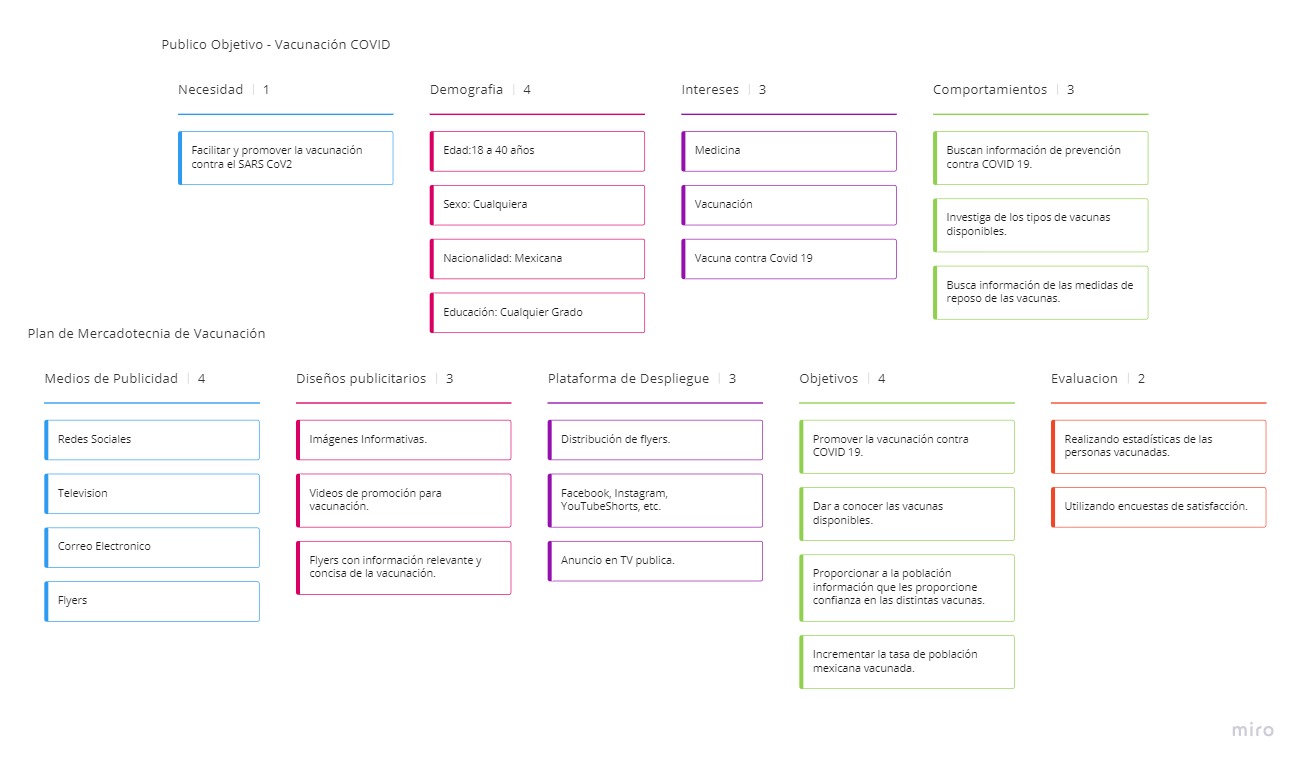 Publico Objetivo - Vacunación COVID
Necesidad | 1
Facilitar y promover la vacunación
contra el SARS CoV2
Demografia | 4
Edad:18 a 40 años
Sexo: Cualquiera
Nacionalidad: Mexicana
Educación: Cualquier Grado
Intereses | 3
Medicina
Vacunación
Vacuna contra Covid 19
Comportamientos | 3
Buscan información de prevención
contra COVID 19.
Investiga de los tipos de vacunas
disponibles.
Busca información de las medidas de
reposo de las vacunas.
Plan de Mercadotecnia de Vacunación
Medios de Publicidad | 4
Redes Sociales
Television
Correo Electronico
Flyers
Diseños publicitarios | 3
Imágenes Informativas.
Videos de promoción para
vacunación.
Flyers con información relevante y
concisa de la vacunación.
Plataforma de Despliegue | 3
Distribución de flyers.
Facebook, Instagram,
YouTubeShorts, etc.
Anuncio en TV publica.
Objetivos | 4
Promover la vacunación contra
COVID 19.
Dar a conocer las vacunas
disponibles.
Proporcionar a la población
información que les proporcione
confianza en las distintas vacunas.
Incrementar la tasa de población
mexicana vacunada.
Evaluacion | 2
Realizando estadísticas de las
personas vacunadas.
Utilizando encuestas de satisfacción.
miro